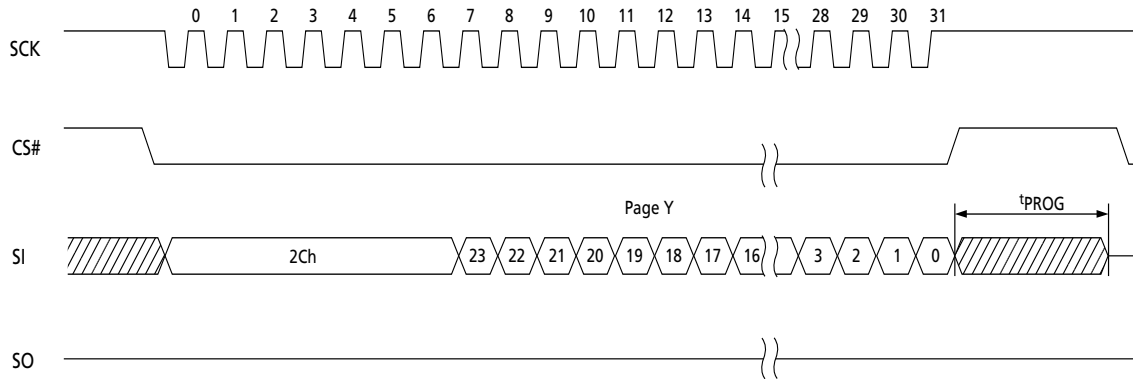 0 1 2 3 4 5 6 7 8 9 10 11 12 13 14 15 28 29 30 31
SCK
CS#
Page Y
tPROG
SI
2Ch 23 22 21 20 19 18 17 16 3 2 1 0
SO